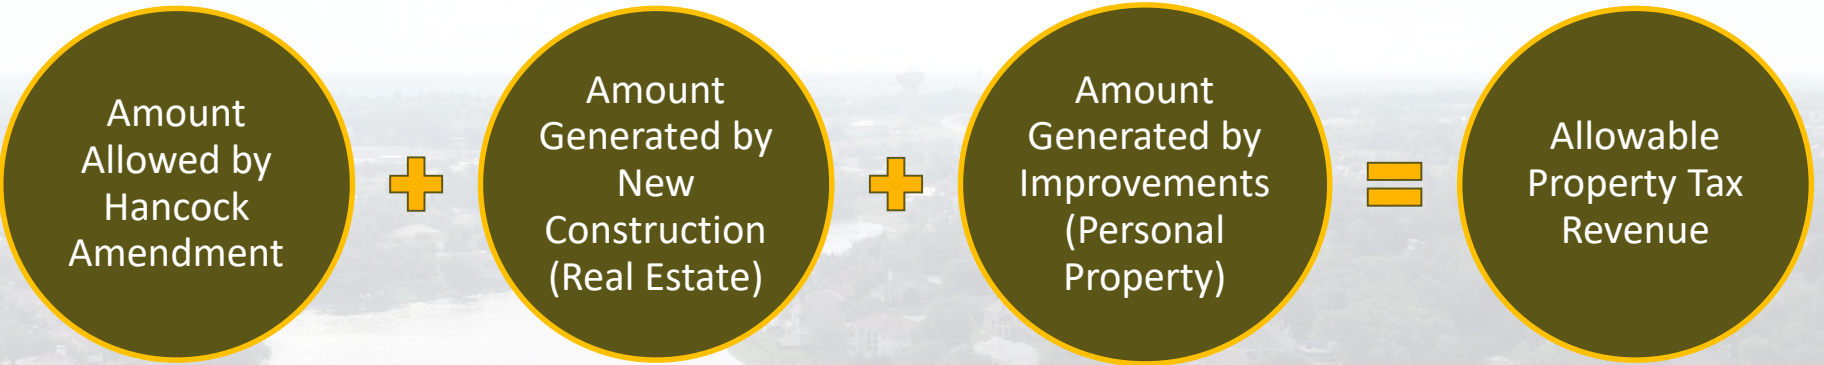 Amount
Allowed by
Hancock
Amendment
Amount
Generated by
New
Construction
(Real Estate)
Amount
Generated by
Improvements
(Personal
Property)
Allowable
Property Tax
Revenue